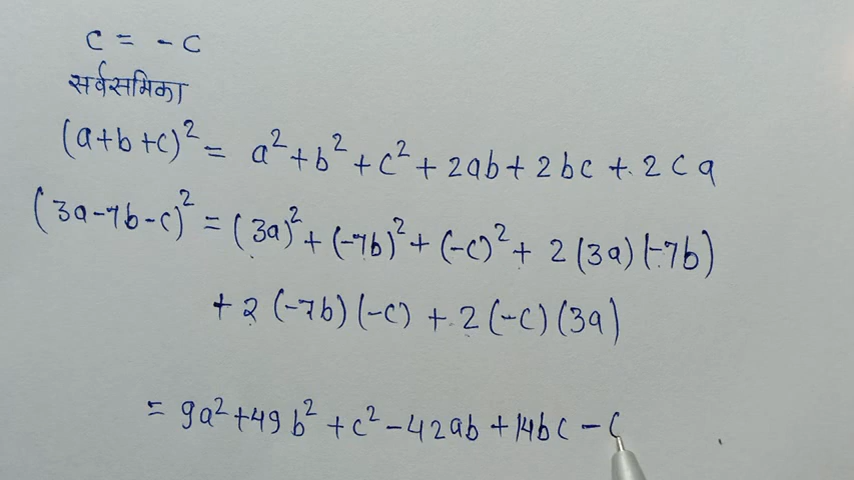 c = -c
सर्वसमिका
(a+b+c)² = a²+b²+c²+2ab+2bc+2ca
(3a-7b-c)² = (3a)²+(-7b)²+(-c)²+ 2(3a)(-7b)
+2(-7b)(-c)+2(-c)(3a)
= 9a²+49b²+c²-42ab+14bc-